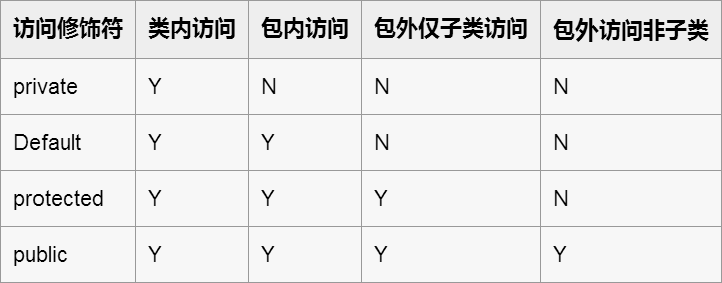 访问修饰符 类内访问 包内访问 包外仅子类访问 包外访问非子类
private Y N N N
Default Y Y N N
protected Y Y Y N
public Y Y Y Y